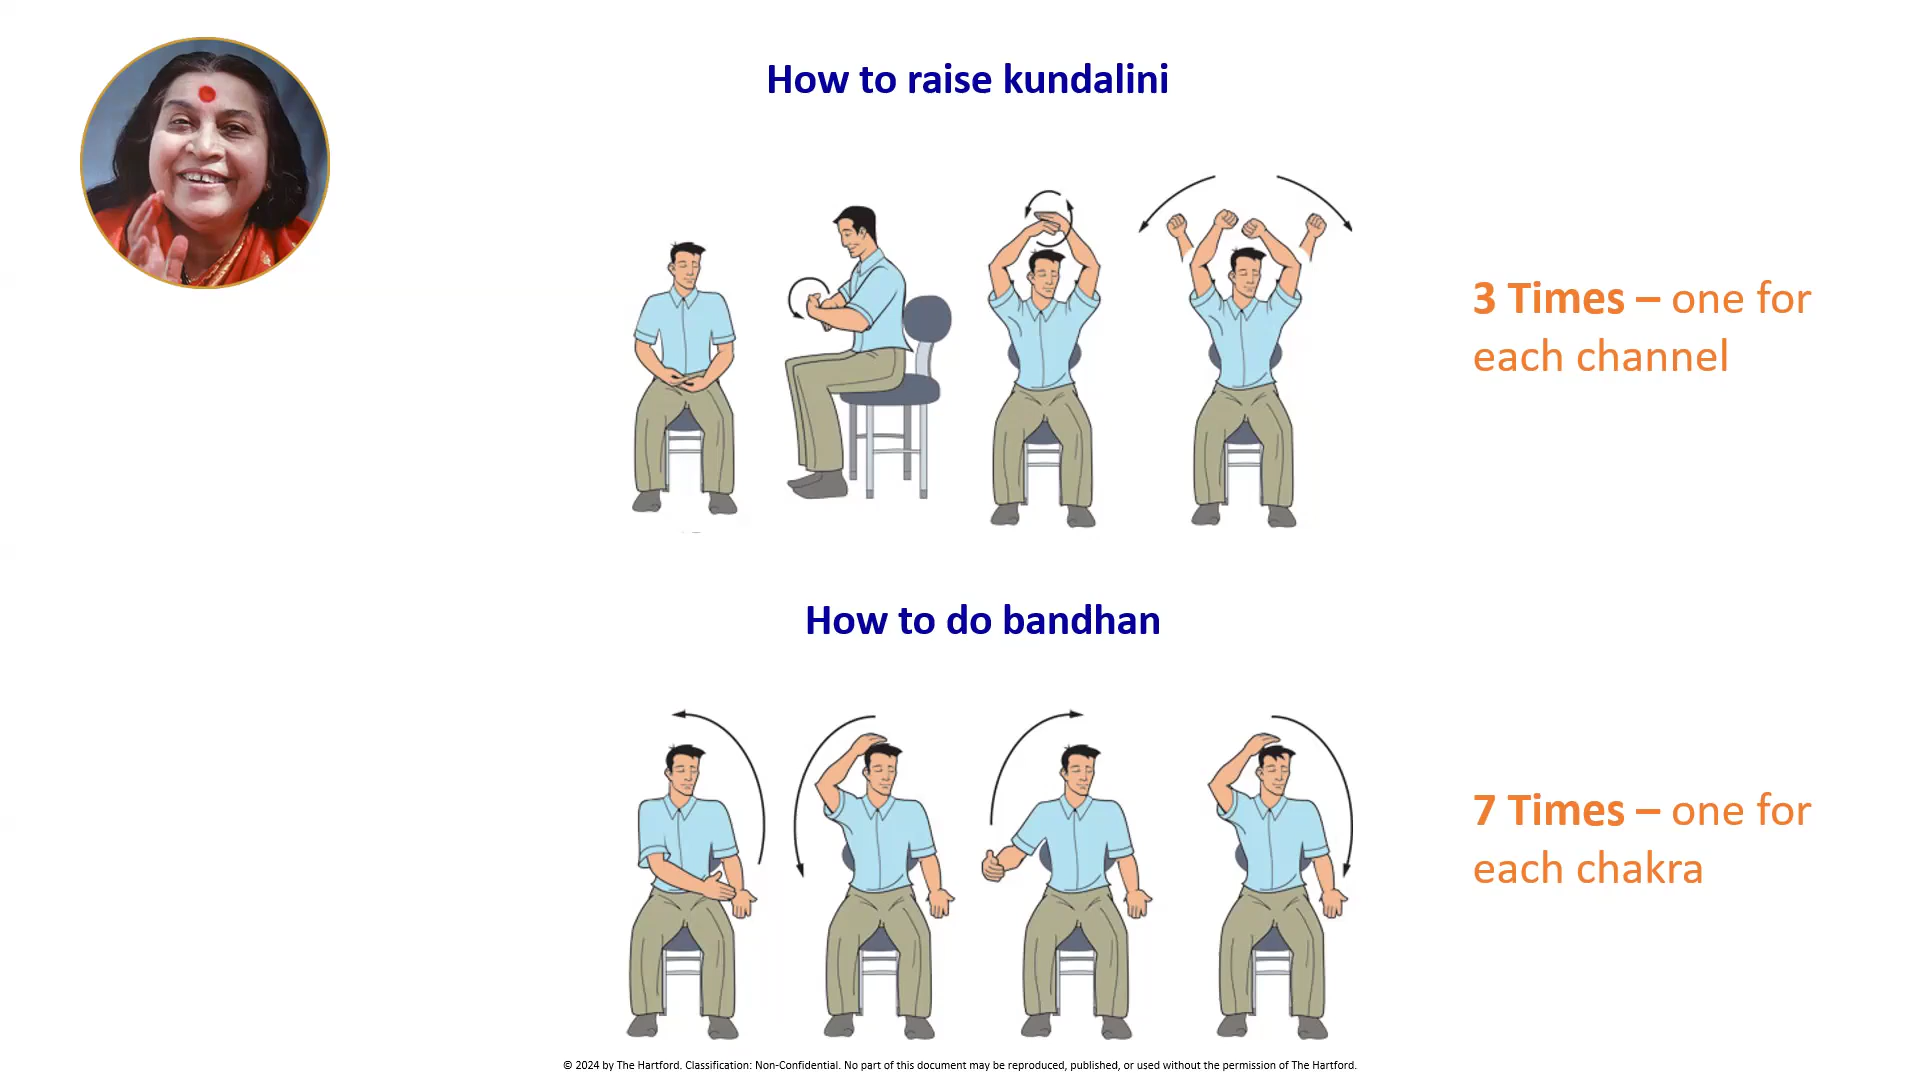 How to raise kundalini
3 Times – one for
each channel
How to do bandhan
7 Times – one for
each chakra
© 2024 by The Hartford. Classification: Non-Confidential. No part of this document may be reproduced, published, or used without the permission of The Hartford.